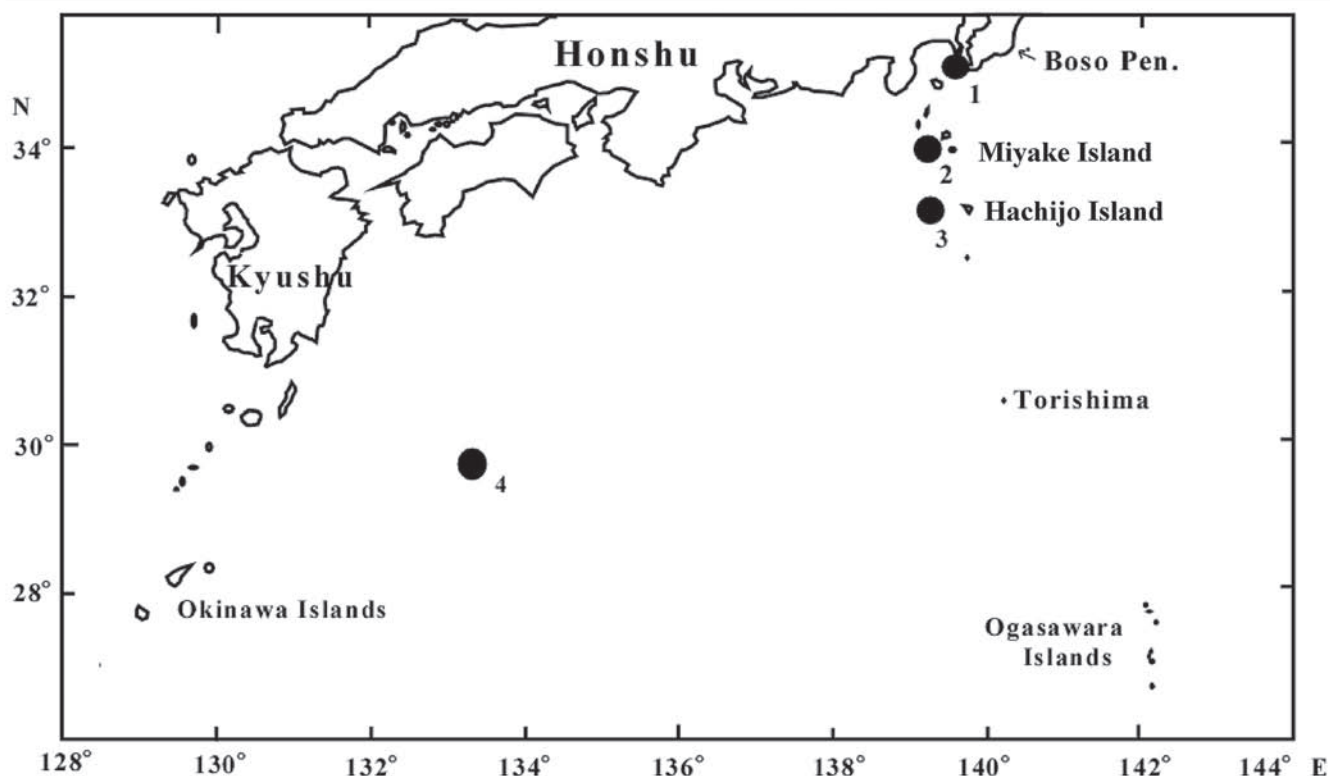 Honshu
Boso Pen.
1
N
34°
Miyake Island
2
Hachijo Island
3
Kyushu
32°
Torishima
30°
4
28°
Okinawa Islands
Ogasawara
Islands
128°
130°
132°
134°
136°
138°
140°
142°
144°
E